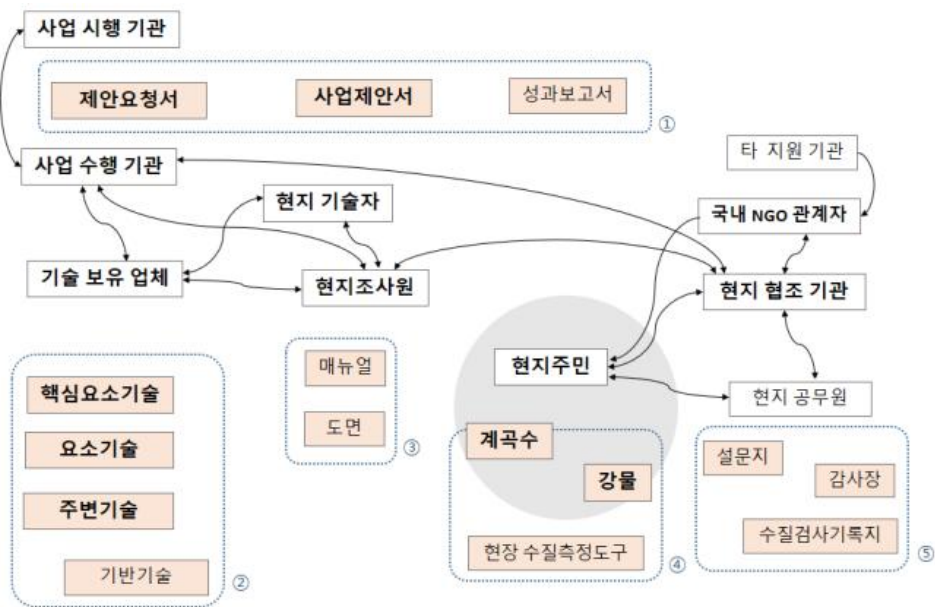 사업 시행 기관
제안요청서
사업제안서
성과보고서
①
사업 수행 기관
타 지원 기관
현지 기술자
국내 NGO 관계자
기술 보유 업체
현지조사원
현지 협조 기관
현지주민
현지 공무원
핵심요소기술
요소기술
주변기술
기반기술
②
매뉴얼
도면
③
계곡수
강물
현장 수질측정도구
④
설문지
감사장
수질검사기록지
⑤